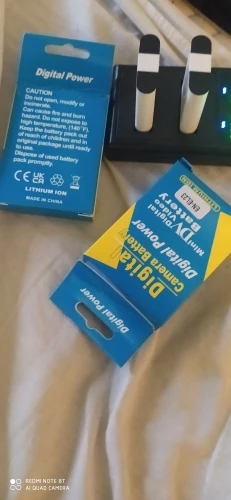 Digital Power
CAUTION
Do not open, modify or
incinerate.
Can cause fire and burn
hazard. Do not expose to
high temperature, (140°F).
Keep the battery pack out
of reach of children and in
original package until ready
to use.
Dispose of used battery
pack promptly.
CE UK
CA
LITHIUM ION
MADE IN CHINA
EN-EL23
Mini DV/Digital Video
Battery
Digital Power
Digital
Camera Battery
Digital Power
REDMI NOTE 8T
AI QUAD CAMERA